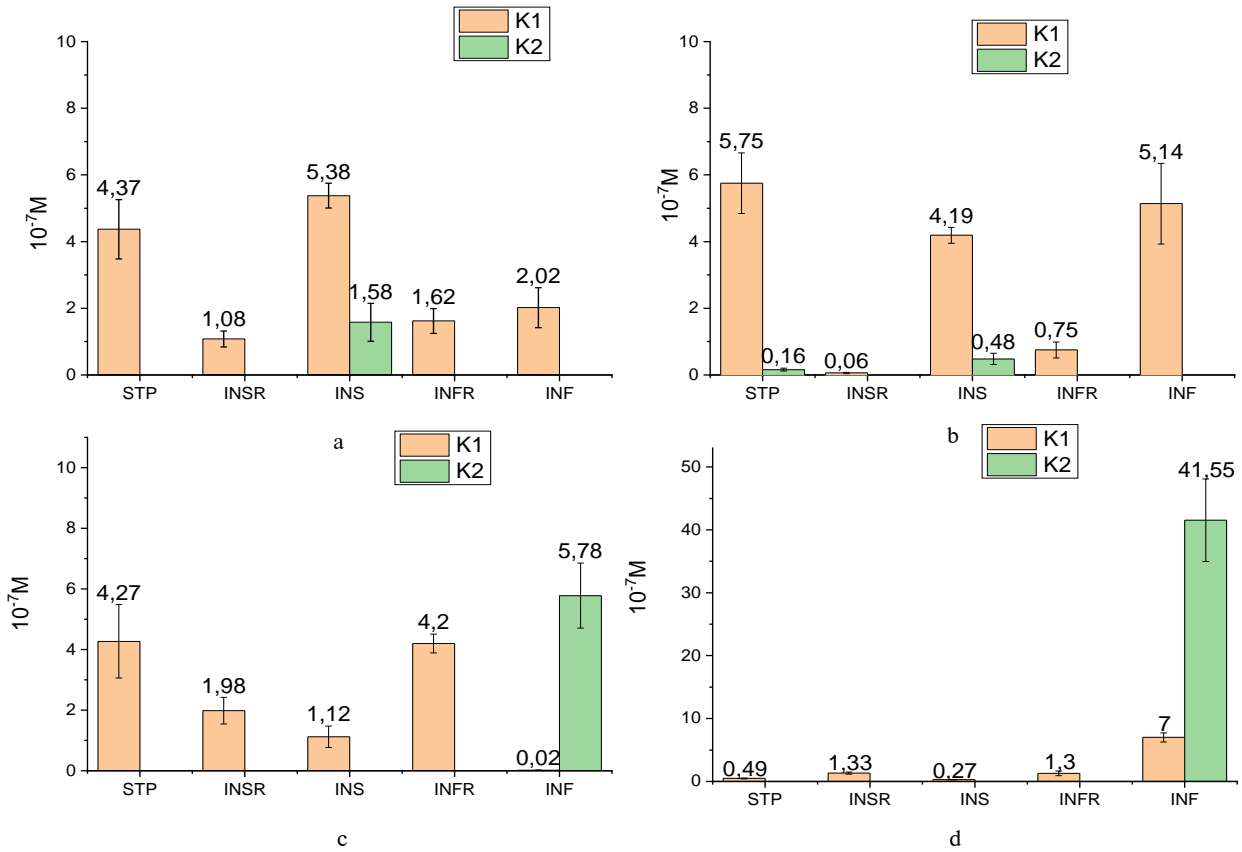 K1
K2
10
8
6
4
2
0
10⁻⁷M
4,37
1,08
5,38
1,58
1,62
2,02
STP INSR INS INFR INF
a
K1
K2
10
8
6
4
2
0
10⁻⁷M
5,75
0,16
0,06
4,19
0,48
0,75
5,14
STP INSR INS INFR INF
b
K1
K2
10
8
6
4
2
0
10⁻⁷M
4,27
1,98
1,12
4,2
0,02
5,78
STP INSR INS INFR INF
c
K1
K2
50
40
30
20
10
0
10⁻⁷M
0,49
1,33
0,27
1,3
7
41,55
STP INSR INS INFR INF
d